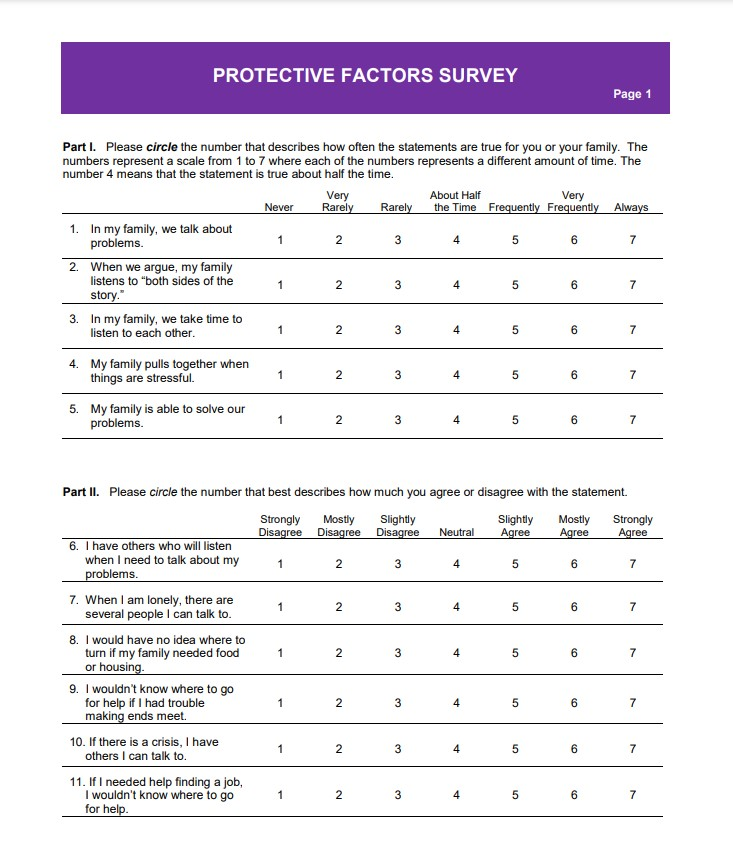 PROTECTIVE FACTORS SURVEY
Page 1
Part I. Please circle the number that describes how often the statements are true for you or your family. The
numbers represent a scale from 1 to 7 where each of the numbers represents a different amount of time. The
number 4 means that the statement is true about half the time.
Never Very Rarely Rarely About Half the Time Frequently Very Frequently Always
1. In my family, we talk about
problems. 1 2 3 4 5 6 7
2. When we argue, my family
listens to “both sides of the
story.” 1 2 3 4 5 6 7
3. In my family, we take time to
listen to each other. 1 2 3 4 5 6 7
4. My family pulls together when
things are stressful. 1 2 3 4 5 6 7
5. My family is able to solve our
problems. 1 2 3 4 5 6 7
Part II. Please circle the number that best describes how much you agree or disagree with the statement.
Strongly Disagree Mostly Disagree Slightly Disagree Neutral Slightly Agree Mostly Agree Strongly Agree
6. I have others who will listen
when I need to talk about my
problems. 1 2 3 4 5 6 7
7. When I am lonely, there are
several people I can talk to. 1 2 3 4 5 6 7
8. I would have no idea where to
turn if my family needed food
or housing. 1 2 3 4 5 6 7
9. I wouldn’t know where to go
for help if I had trouble
making ends meet. 1 2 3 4 5 6 7
10. If there is a crisis, I have
others I can talk to. 1 2 3 4 5 6 7
11. If I needed help finding a job,
I wouldn’t know where to go
for help. 1 2 3 4 5 6 7